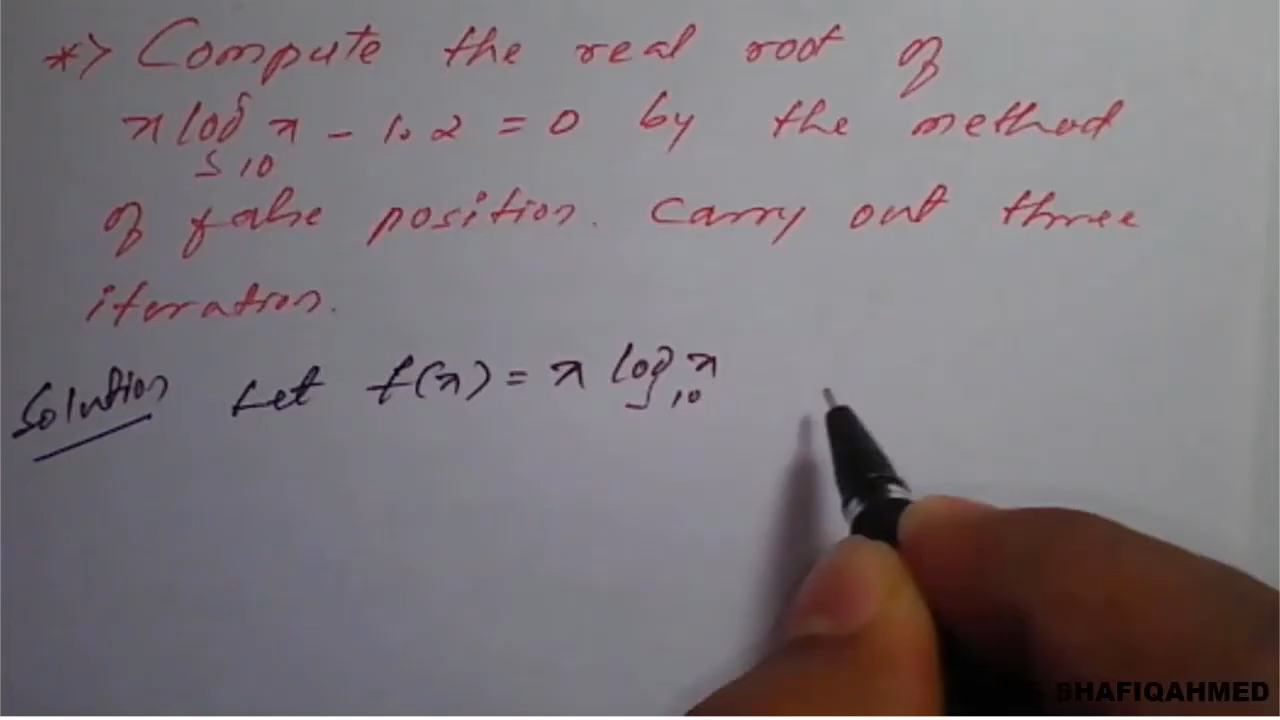 *> Compute the real root of
x log₁₀ x - 1.2 = 0 by the method
of false position. Carry out three
iteration.
Solution Let f(x) = x log₁₀ x
SHAFIQAHMED